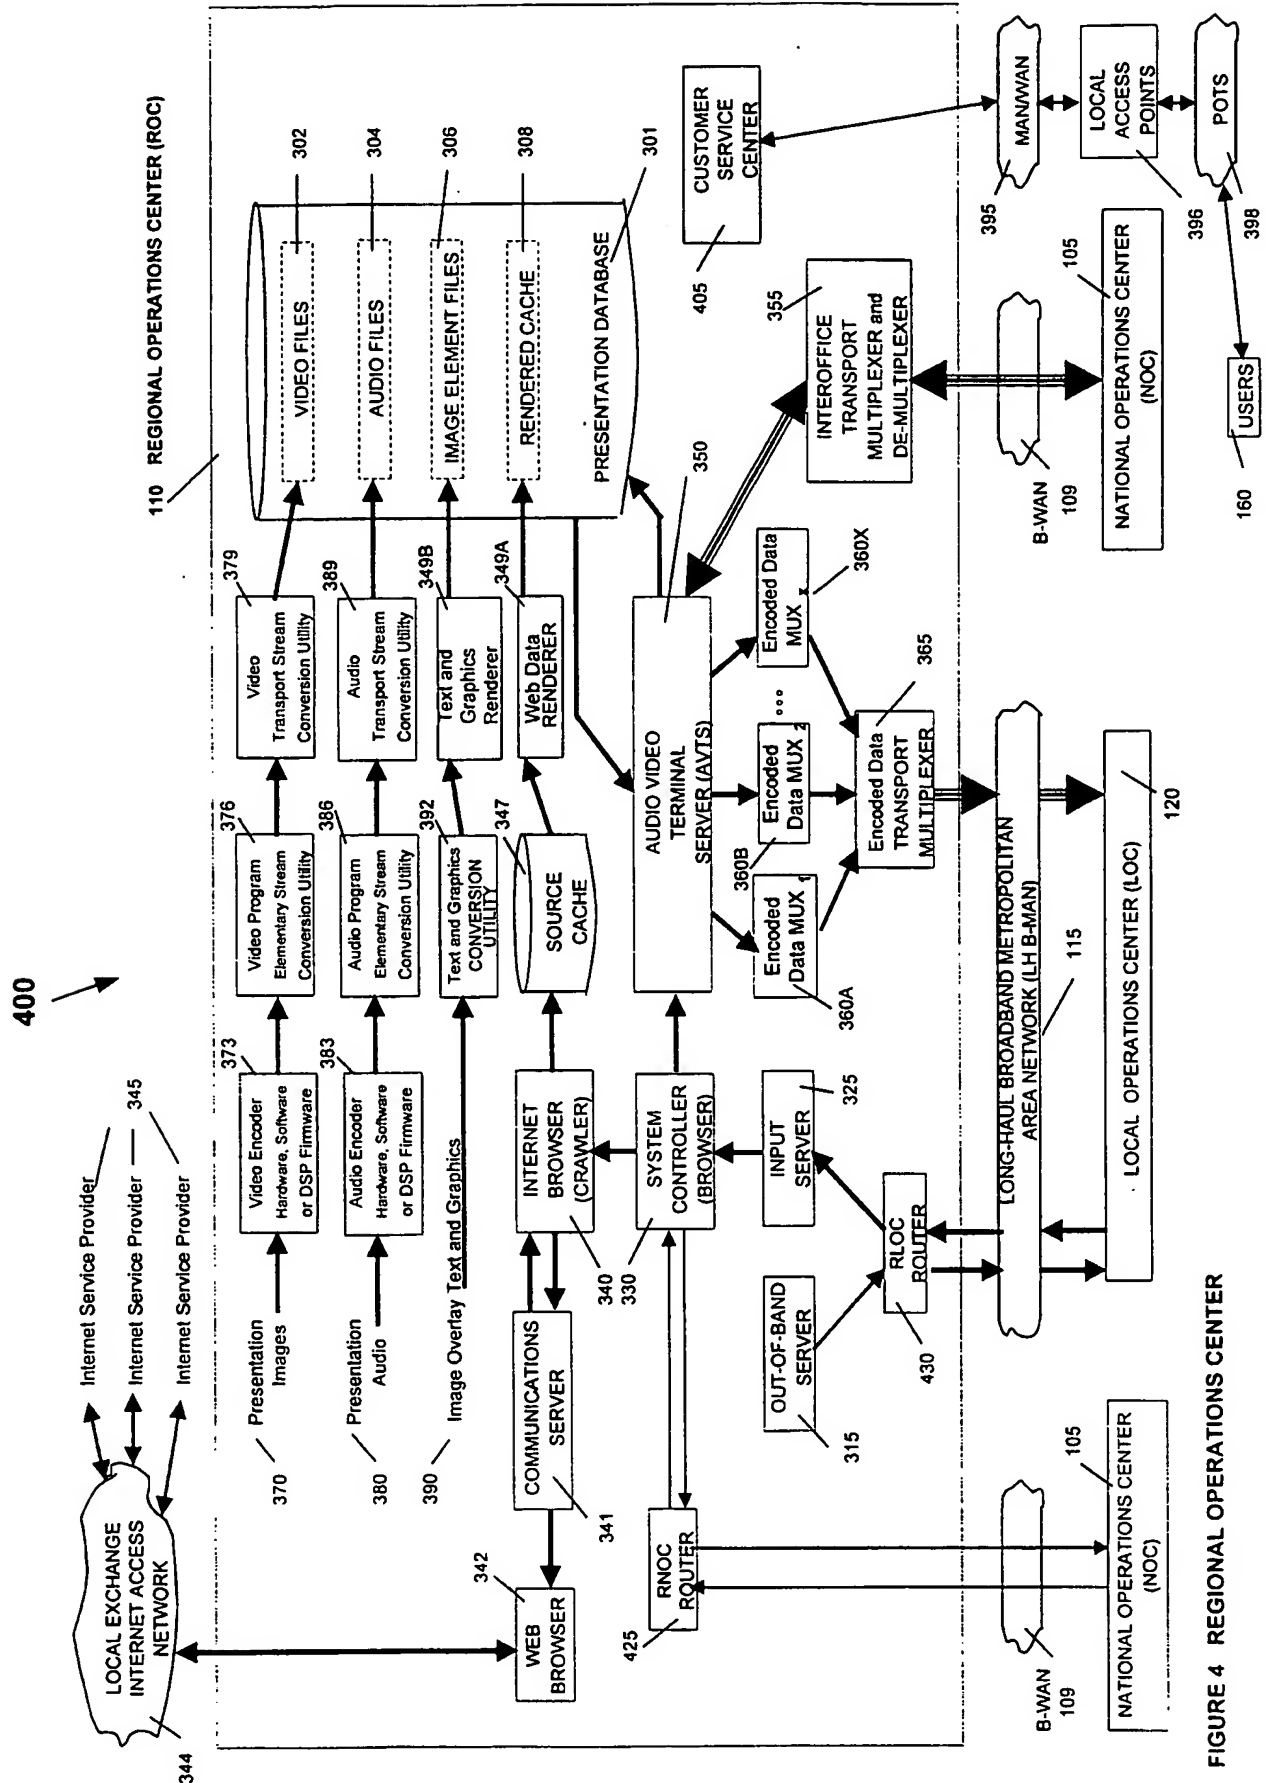 400
110 REGIONAL OPERATIONS CENTER (ROC)
LOCAL EXCHANGE
INTERNET ACCESS
NETWORK
344
Internet Service Provider
Internet Service Provider
Internet Service Provider
345
370
Presentation
Images
373
Video Encoder
Hardware, Software
or DSP Firmware
376
Video Program
Elementary Stream
Conversion Utility
379
Video
Transport Stream
Conversion Utility
VIDEO FILES
302
380
Presentation
Audio
383
Audio Encoder
Hardware, Software
or DSP Firmware
386
Audio Program
Elementary Stream
Conversion Utility
389
Audio
Transport Stream
Conversion Utility
AUDIO FILES
304
390
Image Overlay Text and Graphics
392
Text and Graphics
CONVERSION
UTILITY
349B
Text and
Graphics
Renderer
IMAGE ELEMENT FILES
306
342
WEB
BROWSER
COMMUNICATIONS
SERVER
341
INTERNET
BROWSER
(CRAWLER)
340
347
SOURCE
CACHE
349A
Web Data
RENDERER
RENDERED CACHE
308
PRESENTATION DATABASE
301
RNOC
ROUTER
425
330
SYSTEM
CONTROLLER
(BROWSER)
AUDIO VIDEO
TERMINAL
SERVER (AVTS)
350
CUSTOMER
SERVICE
CENTER
405
OUT-OF-BAND
SERVER
315
INPUT
SERVER
325
360A
Encoded
Data MUX 1
360B
Encoded
Data MUX 2
...
Encoded Data
MUX x
360X
INTEROFFICE
TRANSPORT
MULTIPLEXER and
DE-MULTIPLEXER
355
RLOC
ROUTER
430
Encoded Data
TRANSPORT
MULTIPLEXER
365
B-WAN
109
LONG-HAUL BROADBAND METROPOLITAN
AREA NETWORK (LH B-MAN)
115
B-WAN
109
395
MAN/WAN
LOCAL
ACCESS
POINTS
396
POTS
398
105
NATIONAL OPERATIONS CENTER
(NOC)
LOCAL OPERATIONS CENTER (LOC)
120
105
NATIONAL OPERATIONS CENTER
(NOC)
160
USERS
FIGURE 4 REGIONAL OPERATIONS CENTER